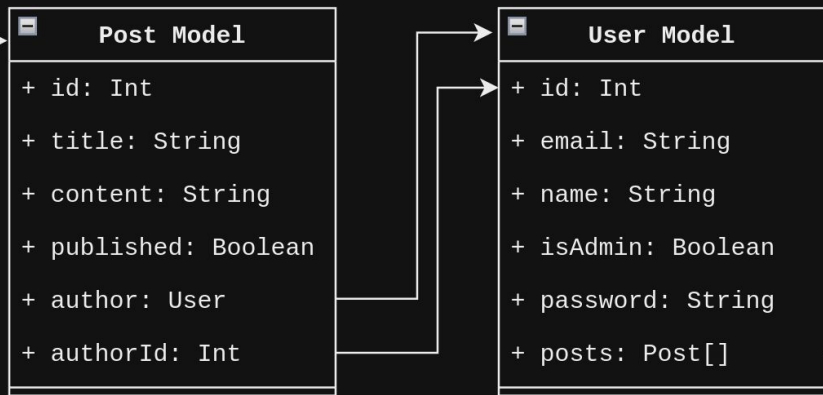 Post Model
+ id: Int
+ title: String
+ content: String
+ published: Boolean
+ author: User
+ authorId: Int
User Model
+ id: Int
+ email: String
+ name: String
+ isAdmin: Boolean
+ password: String
+ posts: Post[]